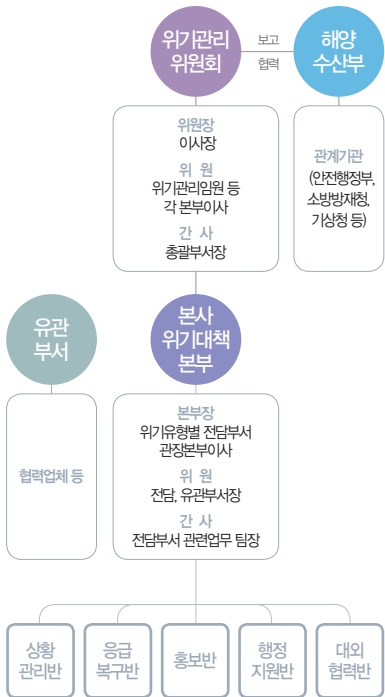 위기관리
위원회
보고
협력
해양
수산부
위원장
이사장
위 원
위기관리임원 등
각 본부이사
간 사
총괄부서장
관계기관
(안전행정부,
소방방재청,
기상청 등)
유관
부서
본사
위기대책
본부
협력업체 등
본부장
위기유형별 전담부서
관장본부이사
위 원
전담, 유관부서장
간 사
전담부서 관련업무 팀장
상황
관리반
응급
복구반
홍보반
행정
지원반
대외
협력반